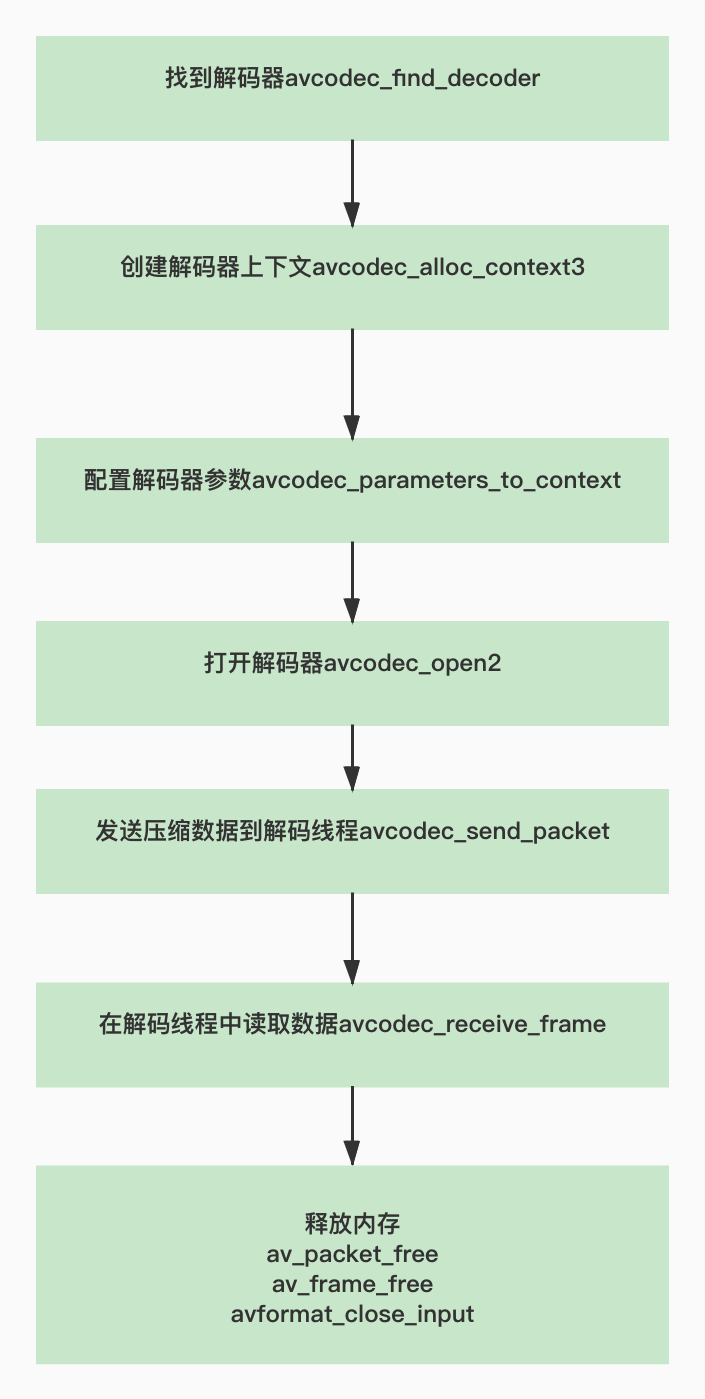 找到解码器avcodec_find_decoder
创建解码器上下文avcodec_alloc_context3
配置解码器参数avcodec_parameters_to_context
打开解码器avcodec_open2
发送压缩数据到解码线程avcodec_send_packet
在解码线程中读取数据avcodec_receive_frame
释放内存
av_packet_free
av_frame_free
avformat_close_input